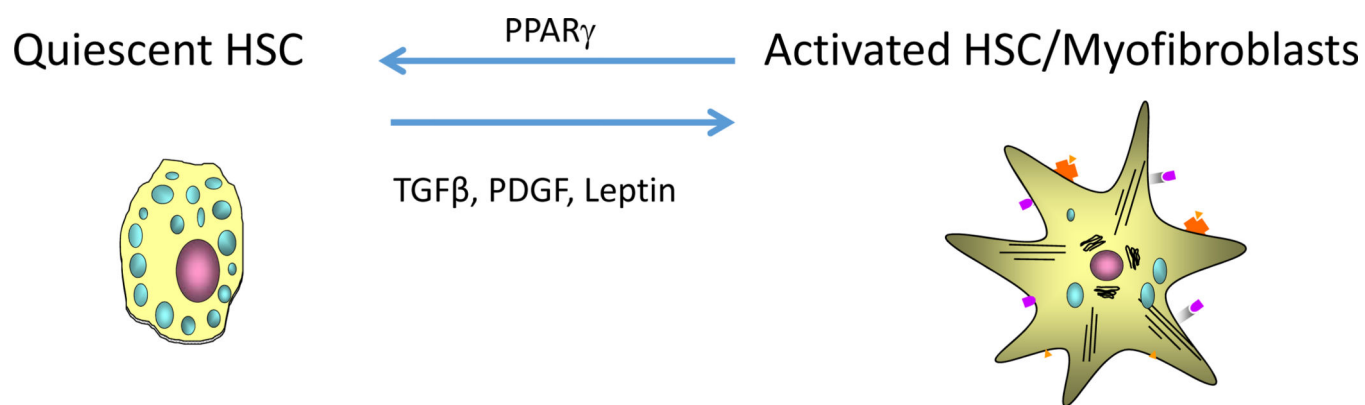 Quiescent HSC
PPARγ
Activated HSC/Myofibroblasts
TGFβ, PDGF, Leptin